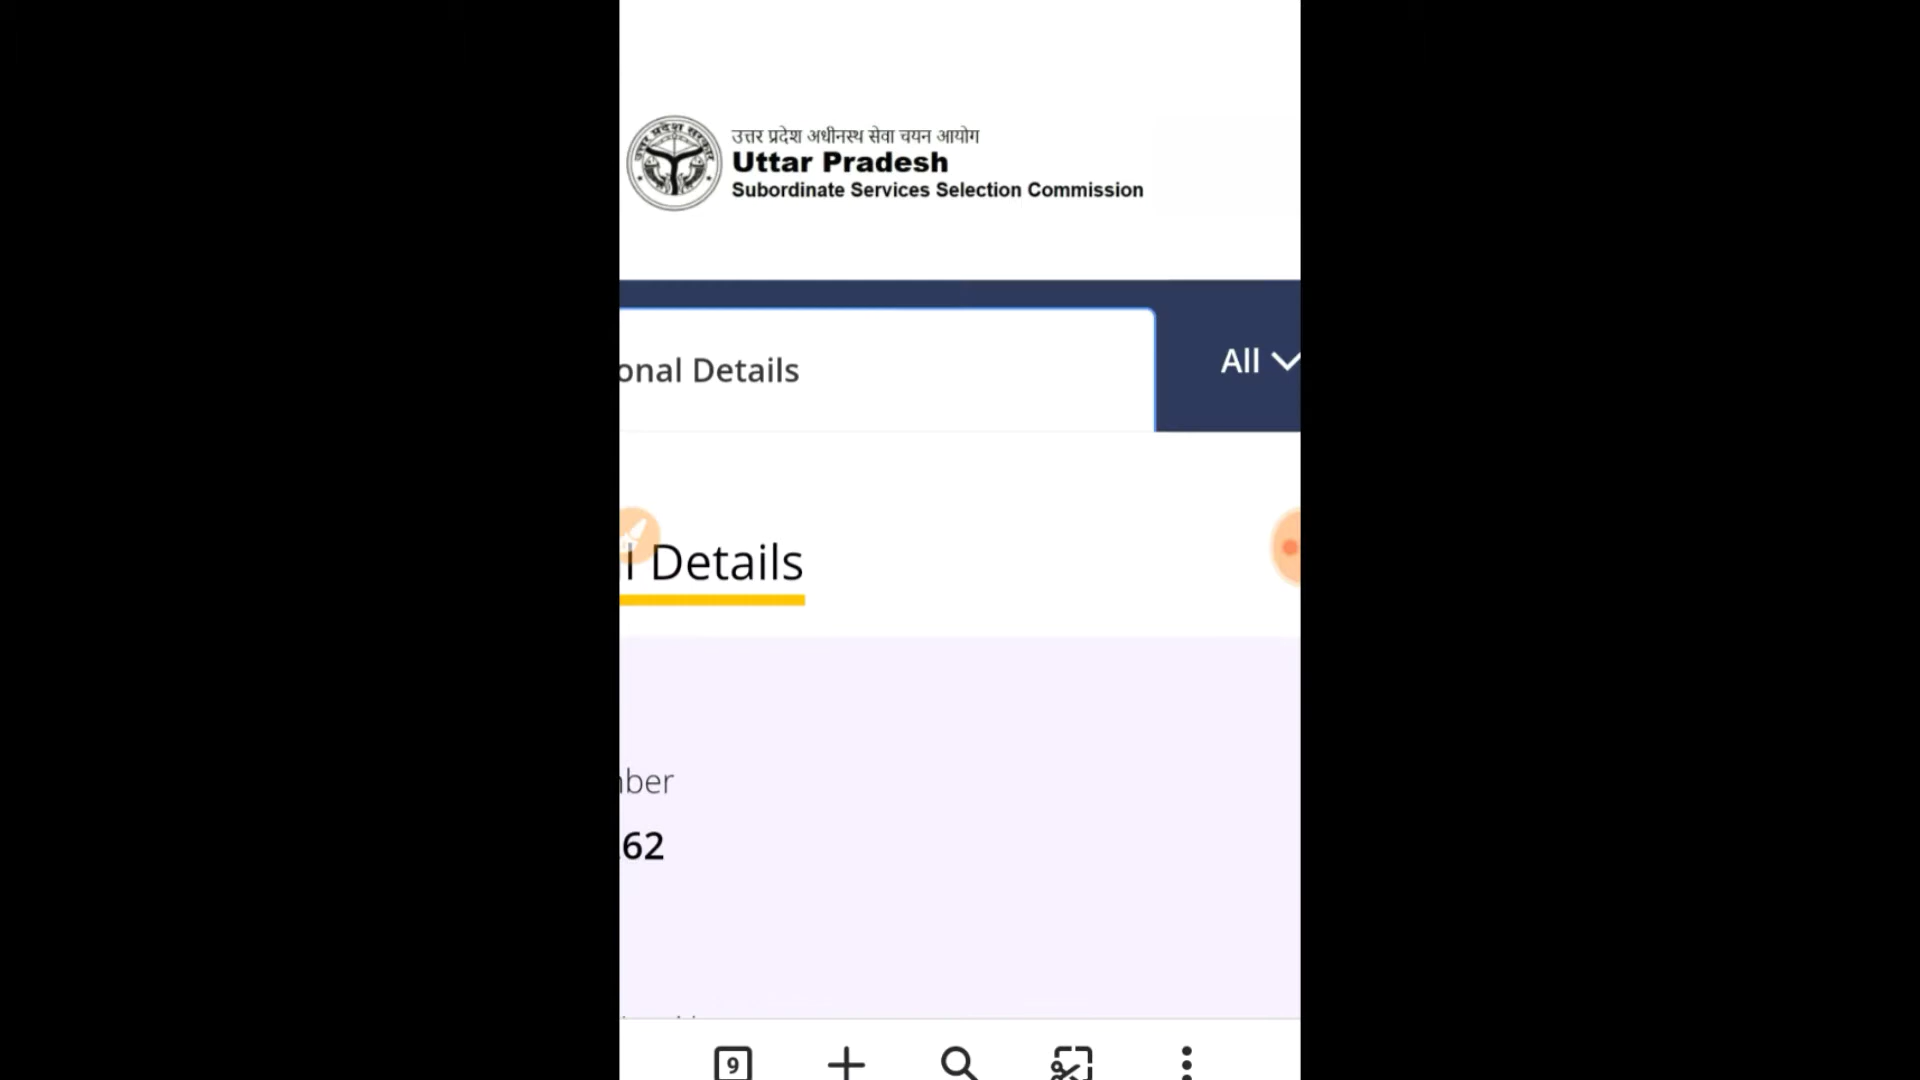 उत्तर प्रदेश अधीनस्थ सेवा चयन आयोग
Uttar Pradesh
Subordinate Services Selection Commission
onal Details
All
l Details
ber
62
9